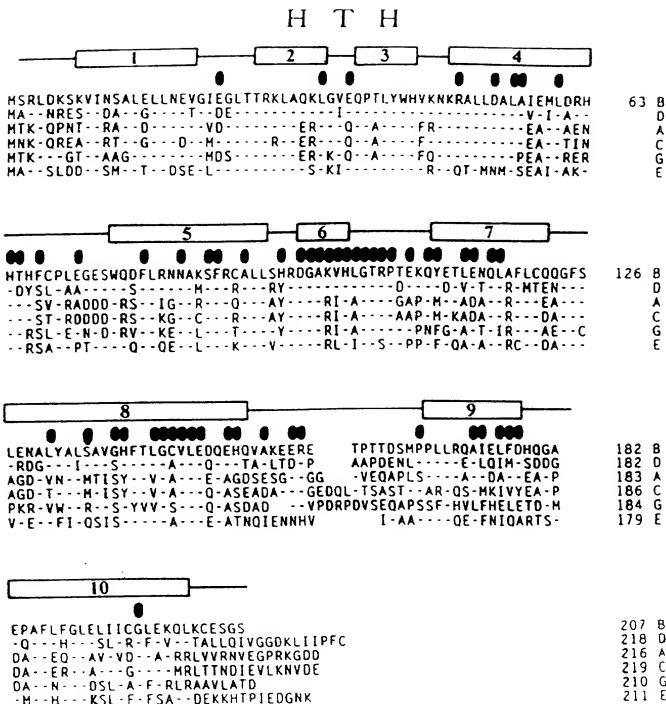 H T H
1 2 3 4
MSRLDKSKVINSALELLNEVGIEGLTTRKLAQKLGVEQPTLYWHVKNKRALLDALAIEMLDRH 63 B
MA--NRES--DA--G----T--DE------------I-------------------V-I-A-- D
MTK-QPNT--RA--D------VD-------ER---Q--A----FR-----------EA--AEN A
MNK-QREA--RT--G---D--M-----R--ER---Q--A----F------------EA--TIN C
MTK---GT--AAG-------MDS-------ER-K-Q--A----FQ----------PEA--RER G
MA--SLDD--SM--T--DSE-L--------S-KI--------R--QT-MNM-SEAI-AK- E
5 6 7
HTHFCPLEGESWQDFLRNNAKSFRCALLSHRDGAKVHLGTRPTEKQYETLENQLAFLCQQGFS 126 B
-DYSL--AA----------M---R----RY------------D---D-V-T--R-MTEN--- D
---SV-RADDD-RS--IG--R---Q---AY----RI-A---GAP-M--ADA--R---EA--- A
---ST-RDDDD-RS--KG--C---R---AY----RI-A---AAP-M-KADA--R---DA--- C
--RSL-E-N-D-RV--KE--L---T---Y-----RI-A-----PNFG-A-T-IR---AE--C G
--RSA--PT---Q--QE--L---K---V------RL-I--S-PP-F-QA-A--RC--DA--- E
8 9
LENALYALSAVGHFTLGCVLEDQEHQVAKEERE TPTTDSMPPLLRQAIELFDHQGA 182 B
-RDG---I---S-----A---Q---TA-LTD-P AAPDENL-----E-LQIM-SDDG 182 D
AGD-VN--MTISY--V--A---E-AGDSESG-GG --VEQAPLS----A--DA--EA-P 183 A
AGD-T---M-ISY--V--A---QASEADA---GEDQL-TSAST--AR-QS-MKIVYEA-P 186 C
PKR-VW--R---S-YVV-S---Q-ASDAD --VPDRPDVSEQAPSSF-HVLFHELETD-M 184 G
V-E--FI-QSIS-----A---E-ATNQIENNHV I-AA---QE-FNIQARTS- 179 E
10
EPAFLFGLELIICGLEKQLKCESGS 207 B
-Q---H---SL-R-F-V--TALLQIVGGDKLIIPFC 218 D
DA--EQ--AV-VD--A-RRLVVRNVEGPRKGDD 216 A
DA--ER--A---G----MRLTTNDIEVLKNVDE 219 C
DA--N---DSL-A-F-RLRAAVLATD 210 G
-M--H---KSL-F-FSA--DEKKHTPIEDGNK 211 E